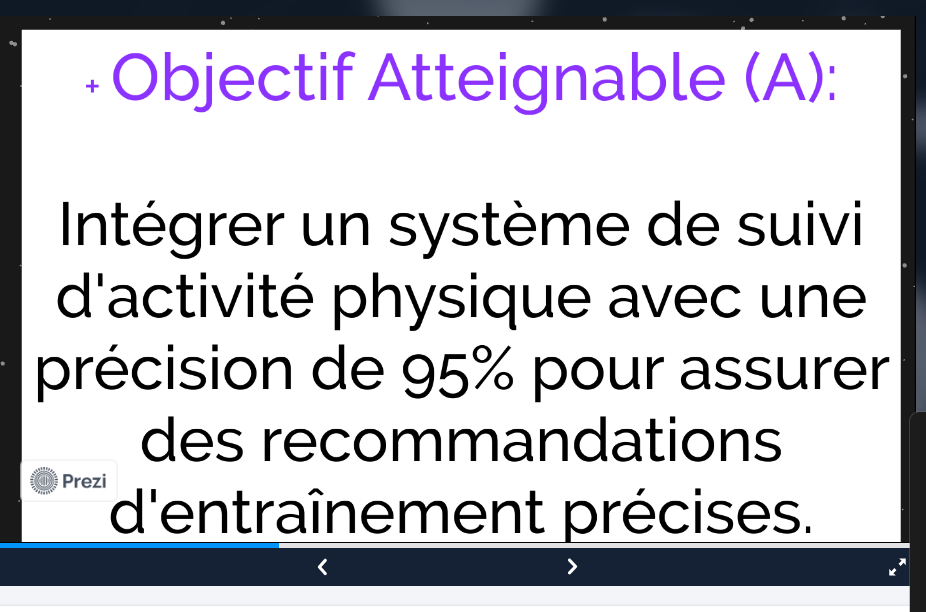 + Objectif Atteignable (A):
Intégrer un système de suivi
d'activité physique avec une
précision de 95% pour assurer
des recommandations
Prezi
d'entraînement précises.